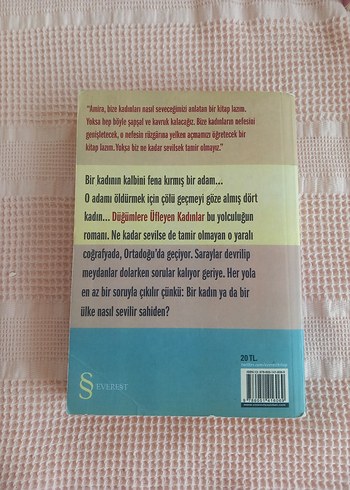 "Amira, bize kadınları nasıl seveceğimizi anlatan bir kitap lazım.
Yoksa hep böyle şapşal ve kavruk kalacağız. Bize kadınların nefesini
genişletecek, o nefesin rüzgârına yelken açmamızı öğretecek bir
kitap lazım. Yoksa biz ne kadar sevilsek tamir olmayız."
Bir kadının kalbini fena kırmış bir adam...
O adamı öldürmek için çölü geçmeyi göze almış dört
kadın... Düğümlere Üfleyen Kadınlar bu yolculuğun
romanı. Ne kadar sevilse de tamir olmayan o yaralı
coğrafyada, Ortadoğu'da geçiyor. Saraylar devrilip
meydanlar dolarken sorular kalıyor geriye. Her yola
en az bir soruyla çıkılır çünkü: Bir kadın ya da bir
ülke nasıl sevilir sahiden?
20 TL.
EVEREST